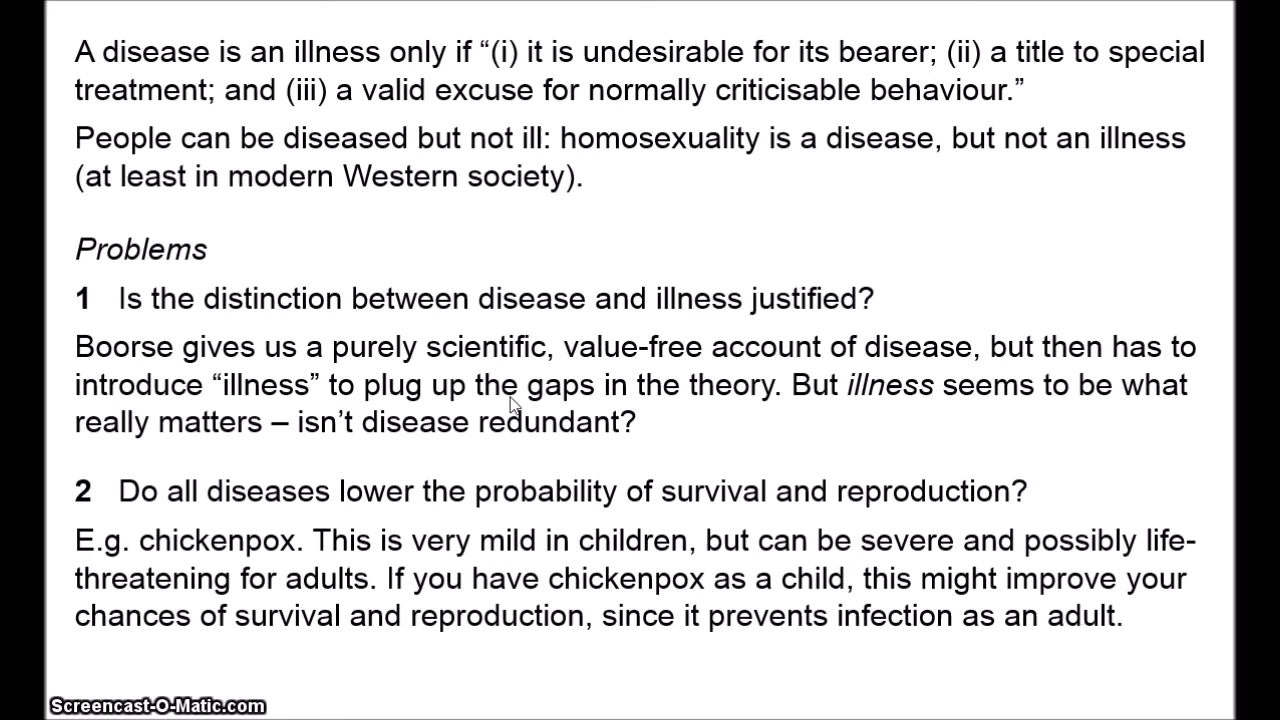 A disease is an illness only if “(i) it is undesirable for its bearer; (ii) a title to special
treatment; and (iii) a valid excuse for normally criticisable behaviour.”
People can be diseased but not ill: homosexuality is a disease, but not an illness
(at least in modern Western society).
Problems
1 Is the distinction between disease and illness justified?
Boorse gives us a purely scientific, value-free account of disease, but then has to
introduce “illness” to plug up the gaps in the theory. But illness seems to be what
really matters – isn’t disease redundant?
2 Do all diseases lower the probability of survival and reproduction?
E.g. chickenpox. This is very mild in children, but can be severe and possibly life-
threatening for adults. If you have chickenpox as a child, this might improve your
chances of survival and reproduction, since it prevents infection as an adult.
Screencast-O-Matic.com